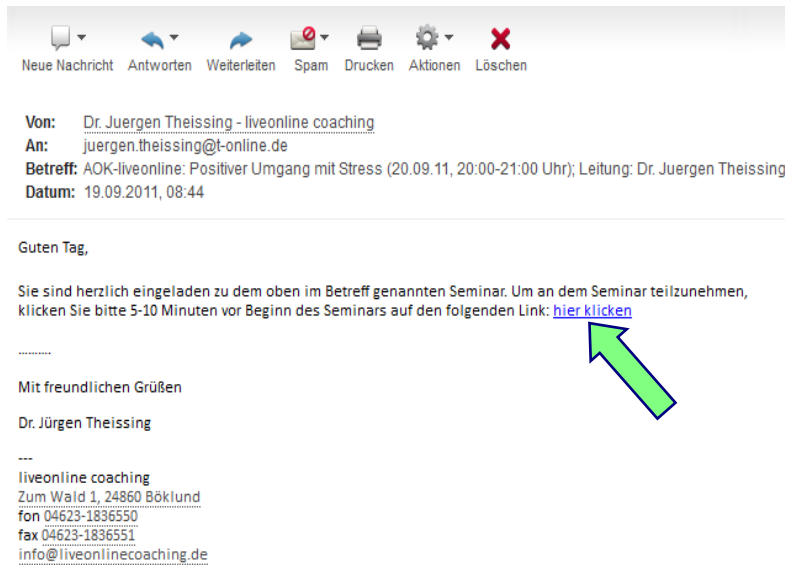 Neue Nachricht Antworten Weiterleiten Spam Drucken Aktionen Löschen
Von: Dr. Juergen Theissing - liveonline coaching
An: juergen.theissing@t-online.de
Betreff: AOK-liveonline: Positiver Umgang mit Stress (20.09.11, 20:00-21:00 Uhr); Leitung: Dr. Juergen Theissing
Datum: 19.09.2011, 08:44
Guten Tag,
Sie sind herzlich eingeladen zu dem oben im Betreff genannten Seminar. Um an dem Seminar teilzunehmen,
klicken Sie bitte 5-10 Minuten vor Beginn des Seminars auf den folgenden Link: hier klicken
...........
Mit freundlichen Grüßen
Dr. Jürgen Theissing
---
liveonline coaching
Zum Wald 1, 24860 Böklund
fon 04623-1836550
fax 04623-1836551
info@liveonlinecoaching.de